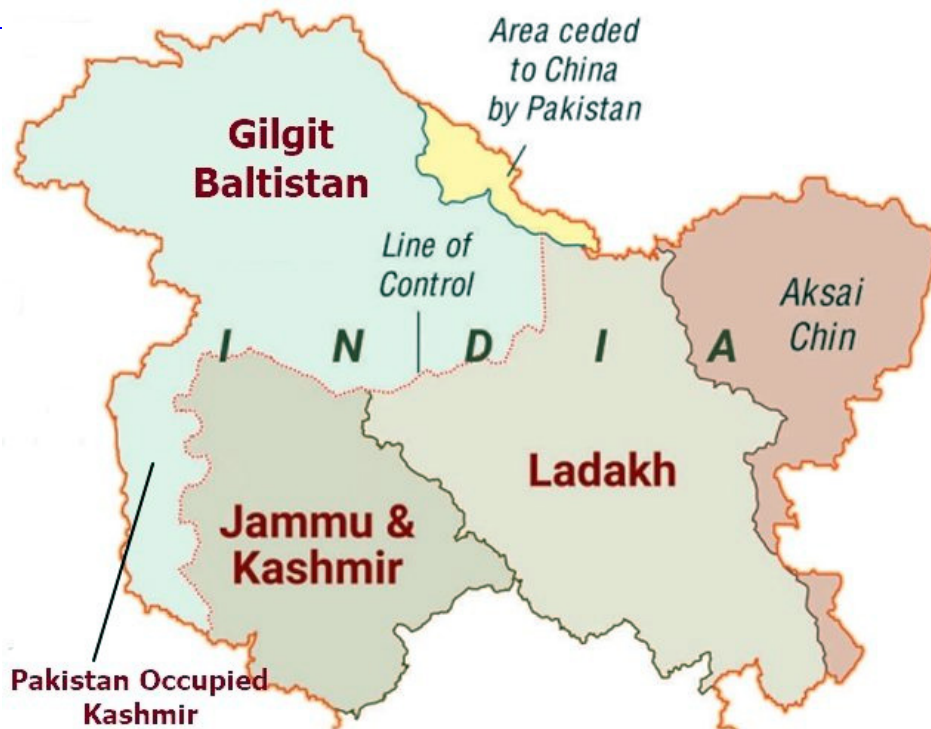 Area ceded
to China
by Pakistan
Gilgit
Baltistan
Line of
Control
Aksai
Chin
I N D I A
Ladakh
Jammu &
Kashmir
Pakistan Occupied
Kashmir